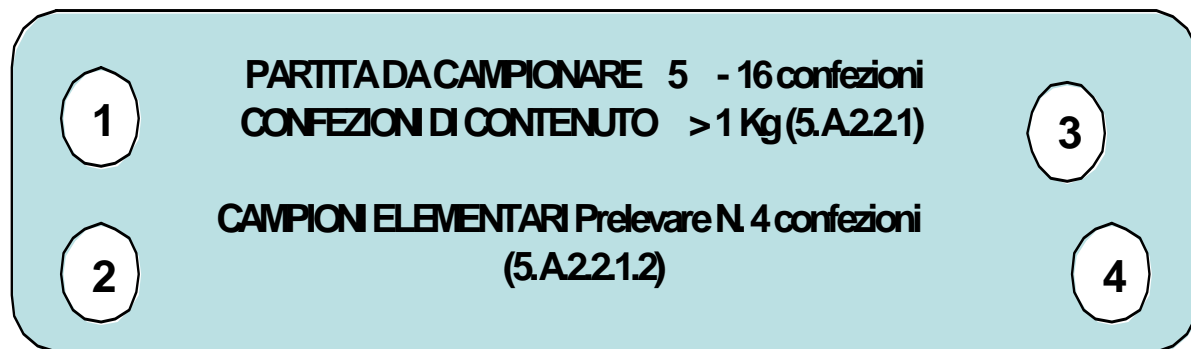 PARTITA DA CAMPIONARE 5 - 16 confezioni
CONFEZIONI DI CONTENUTO > 1 Kg (5.A.2.2.1)
1
3
CAMPIONI ELEMENTARI Prelevare N. 4 confezioni
(5.A.2.2.1.2)
2
4